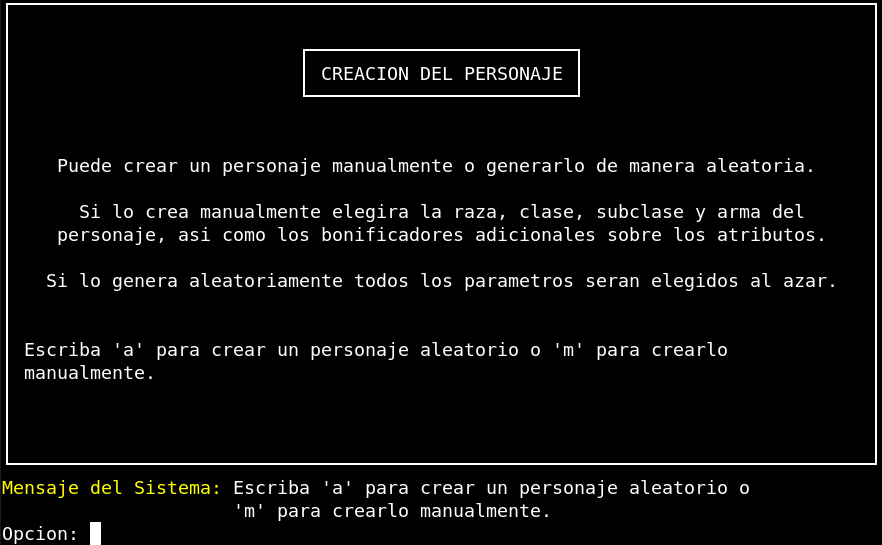 CREACION DEL PERSONAJE
Puede crear un personaje manualmente o generarlo de manera aleatoria.
Si lo crea manualmente elegira la raza, clase, subclase y arma del
personaje, asi como los bonificadores adicionales sobre los atributos.
Si lo genera aleatoriamente todos los parametros seran elegidos al azar.
Escriba 'a' para crear un personaje aleatorio o 'm' para crearlo
manualmente.
Mensaje del Sistema: Escriba 'a' para crear un personaje aleatorio o
'm' para crearlo manualmente.
Opcion: